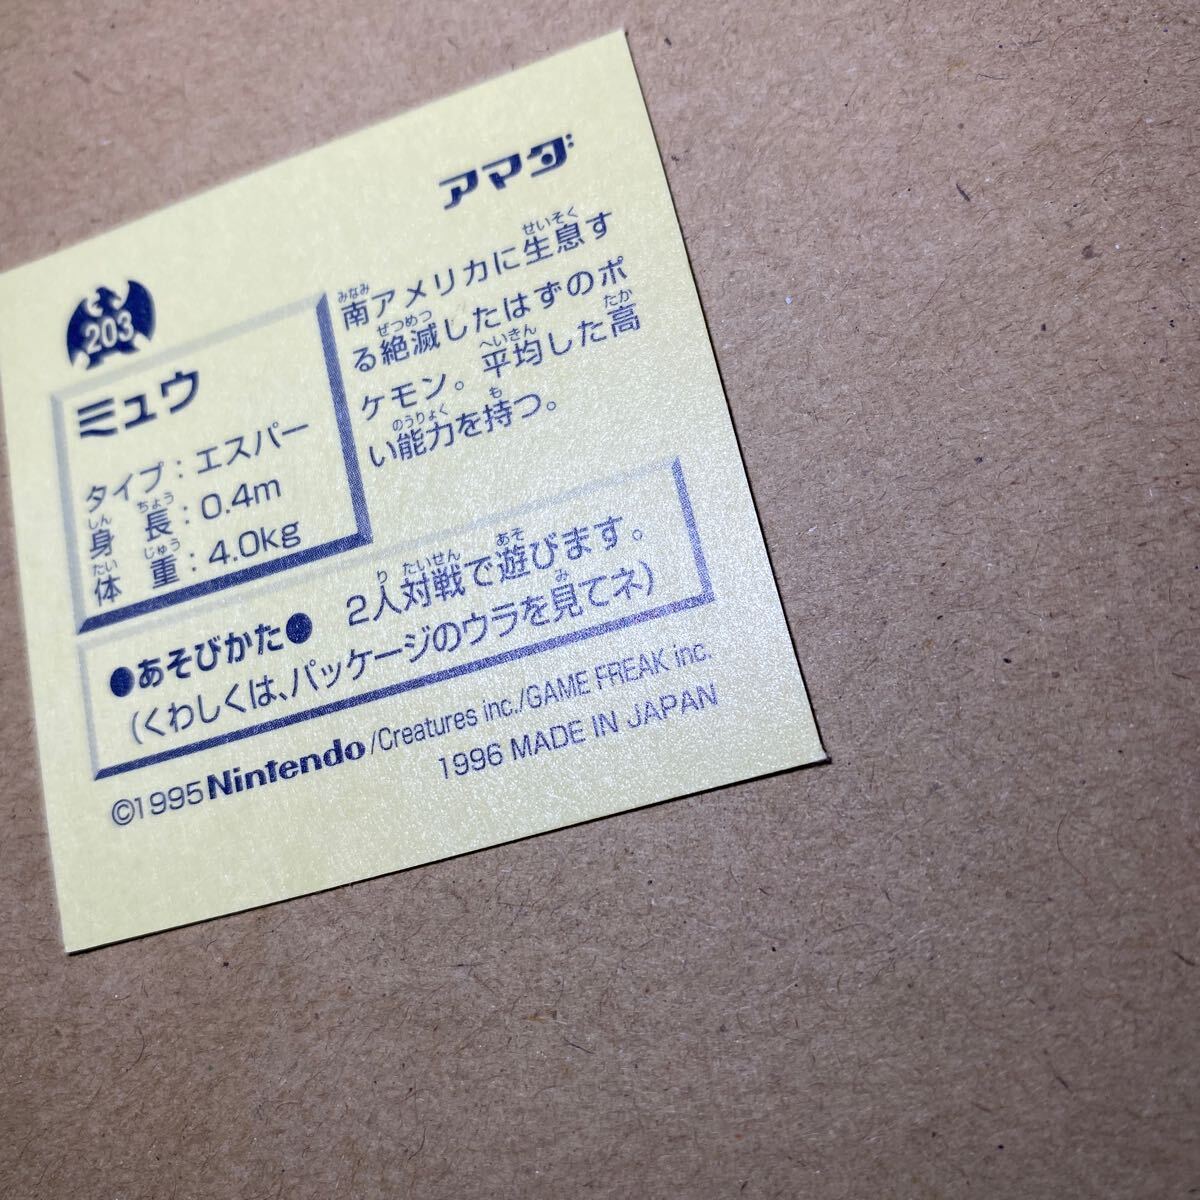 アマダ
203
ミュウ
タイプ：エスパー
身長：0.4m
体重：4.0kg
南アメリカに生息す
る絶滅したはずのポ
ケモン。平均した高
い能力を持つ。
●あそびかた● 2人対戦で遊びます。
(くわしくは、パッケージのウラを見てネ)
©1995 Nintendo/Creatures inc./GAME FREAK inc.
1996 MADE IN JAPAN